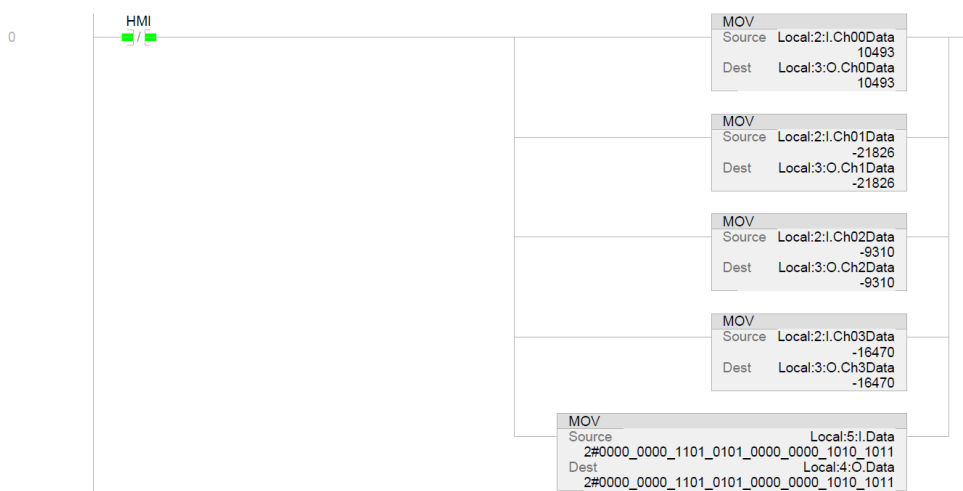 HMI
0
/
MOV
Source Local:2:I.Ch00Data
10493
Dest Local:3:O.Ch0Data
10493
MOV
Source Local:2:I.Ch01Data
-21826
Dest Local:3:O.Ch1Data
-21826
MOV
Source Local:2:I.Ch02Data
-9310
Dest Local:3:O.Ch2Data
-9310
MOV
Source Local:2:I.Ch03Data
-16470
Dest Local:3:O.Ch3Data
-16470
MOV
Source Local:5:I.Data
2#0000_0000_1101_0101_0000_0000_1010_1011
Dest Local:4:O.Data
2#0000_0000_1101_0101_0000_0000_1010_1011